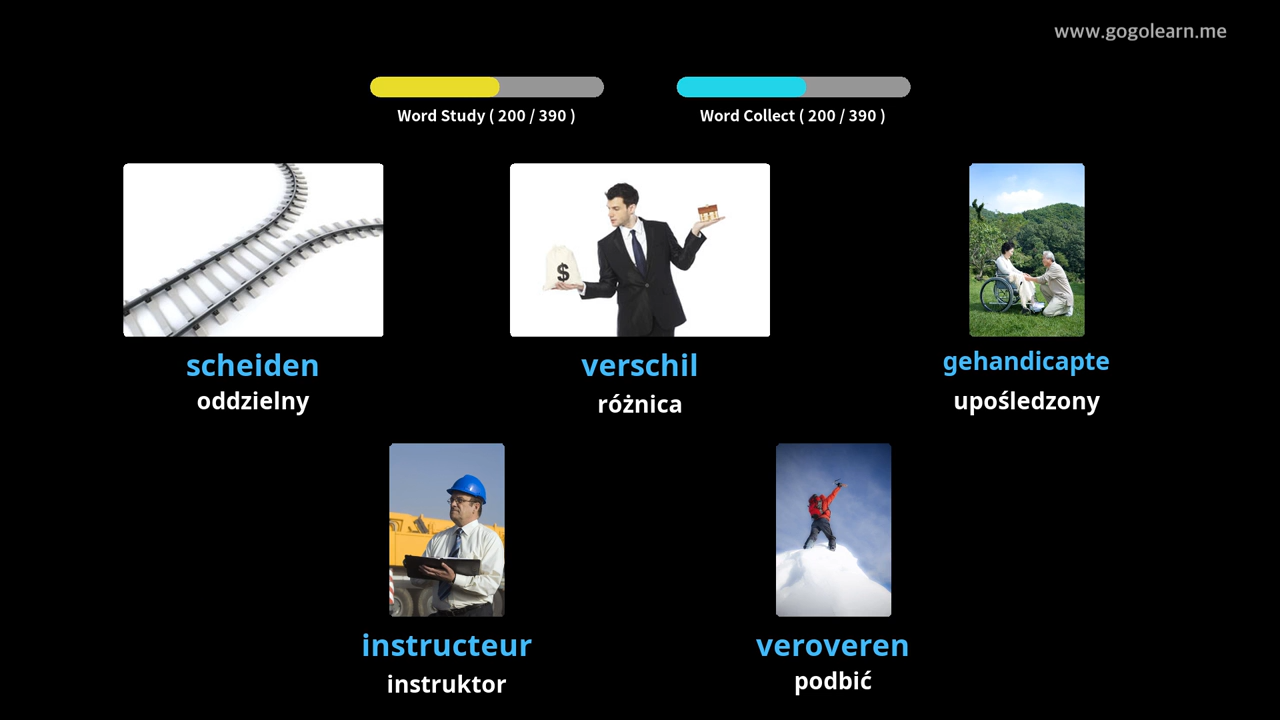 www.gogolearn.me
Word Study ( 200 / 390 )
Word Collect ( 200 / 390 )
$
scheiden
oddzielny
verschil
różnica
gehandicapte
upośledzony
instructeur
instruktor
veroveren
podbić